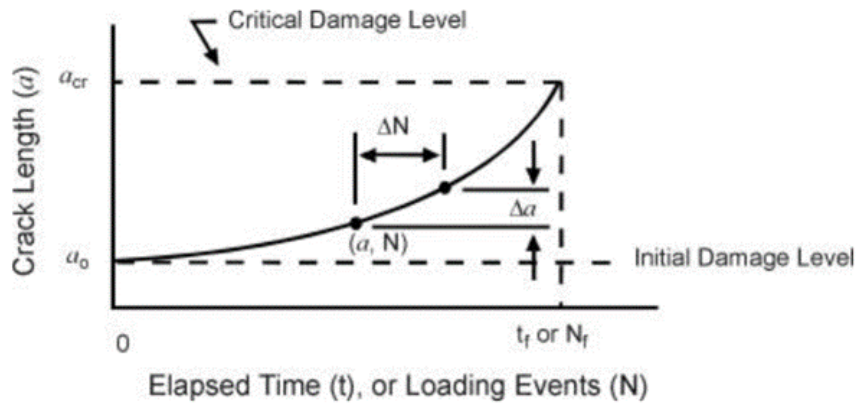 Critical Damage Level
a_cr
Crack Length (a)
ΔN
Δa
(a, N)
a_o
Initial Damage Level
0
t_f or N_f
Elapsed Time (t), or Loading Events (N)